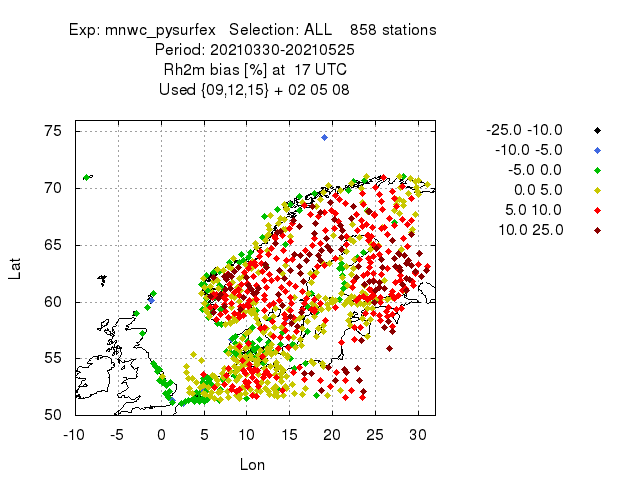 Exp: mnwc_pysurfex   Selection: ALL    858 stations
Period: 20210330-20210525
Rh2m bias [%] at  17 UTC
Used {09,12,15} + 02 05 08
-25.0 -10.0
-10.0 -5.0
-5.0 0.0
0.0 5.0
5.0 10.0
10.0 25.0
75
70
65
60
55
50
Lat
-10 -5 0 5 10 15 20 25 30
Lon